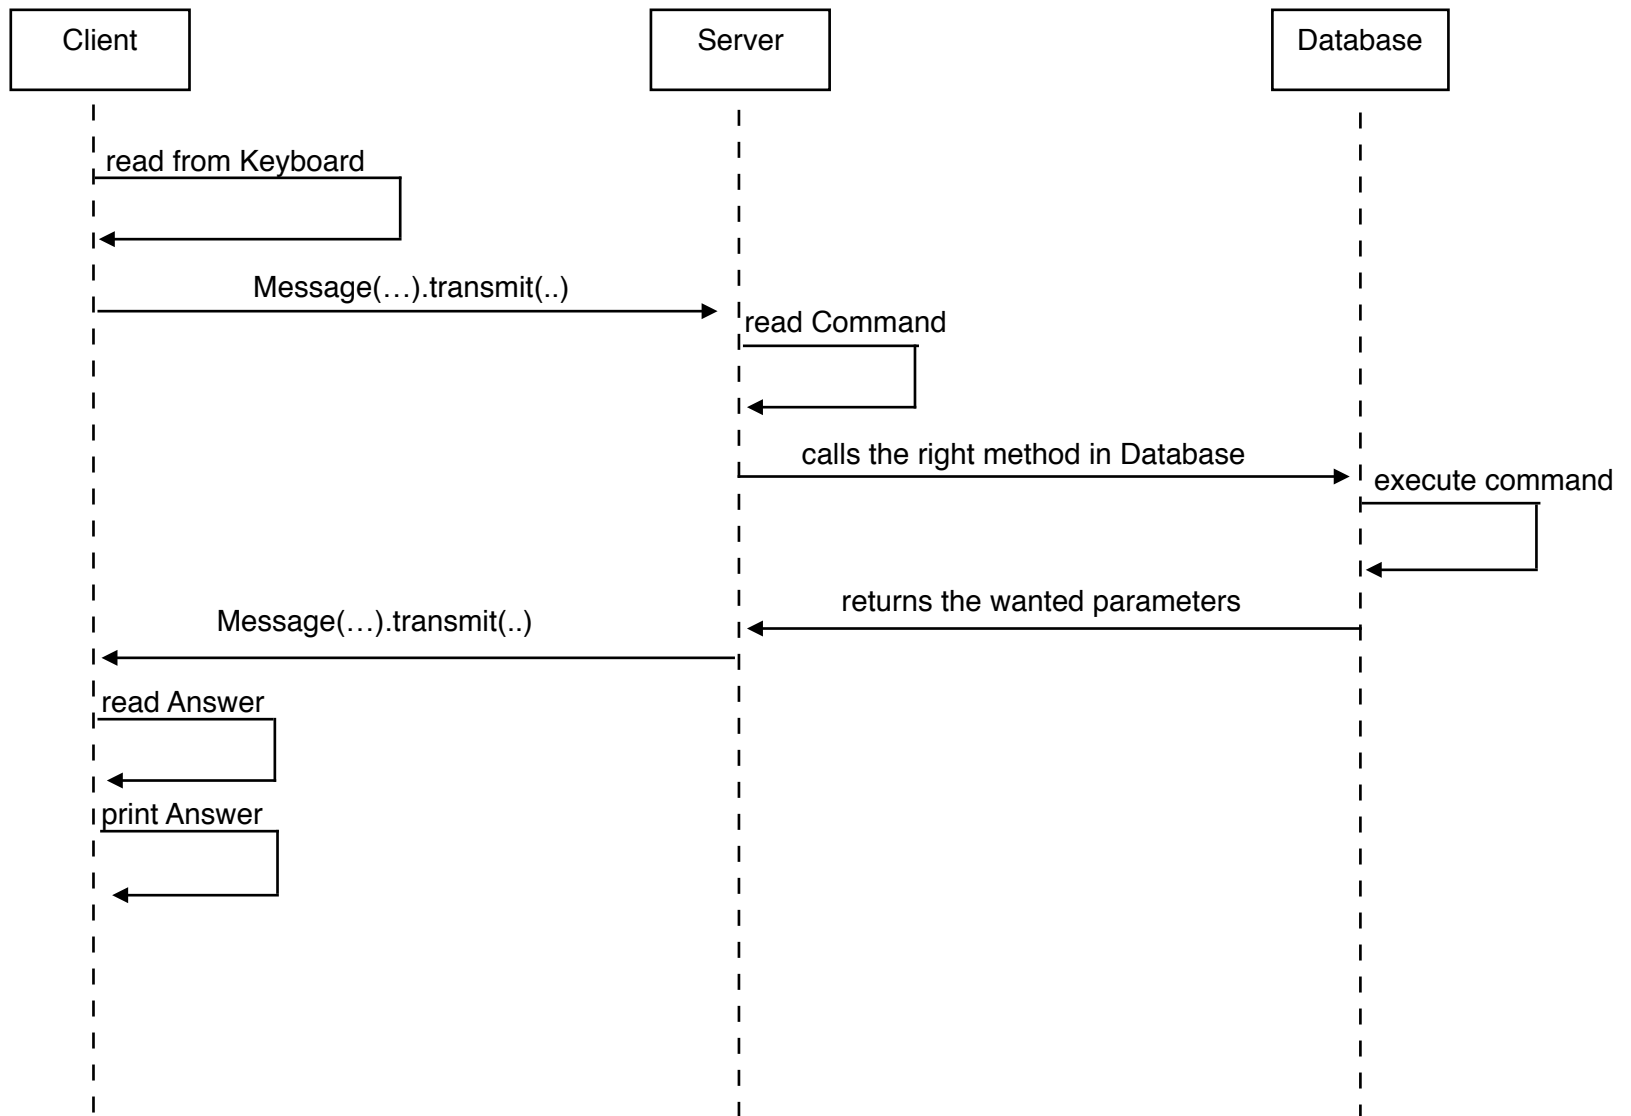 Client
Server
Database
read from Keyboard
Message(…).transmit(..)
read Command
calls the right method in Database
execute command
returns the wanted parameters
Message(…).transmit(..)
read Answer
print Answer